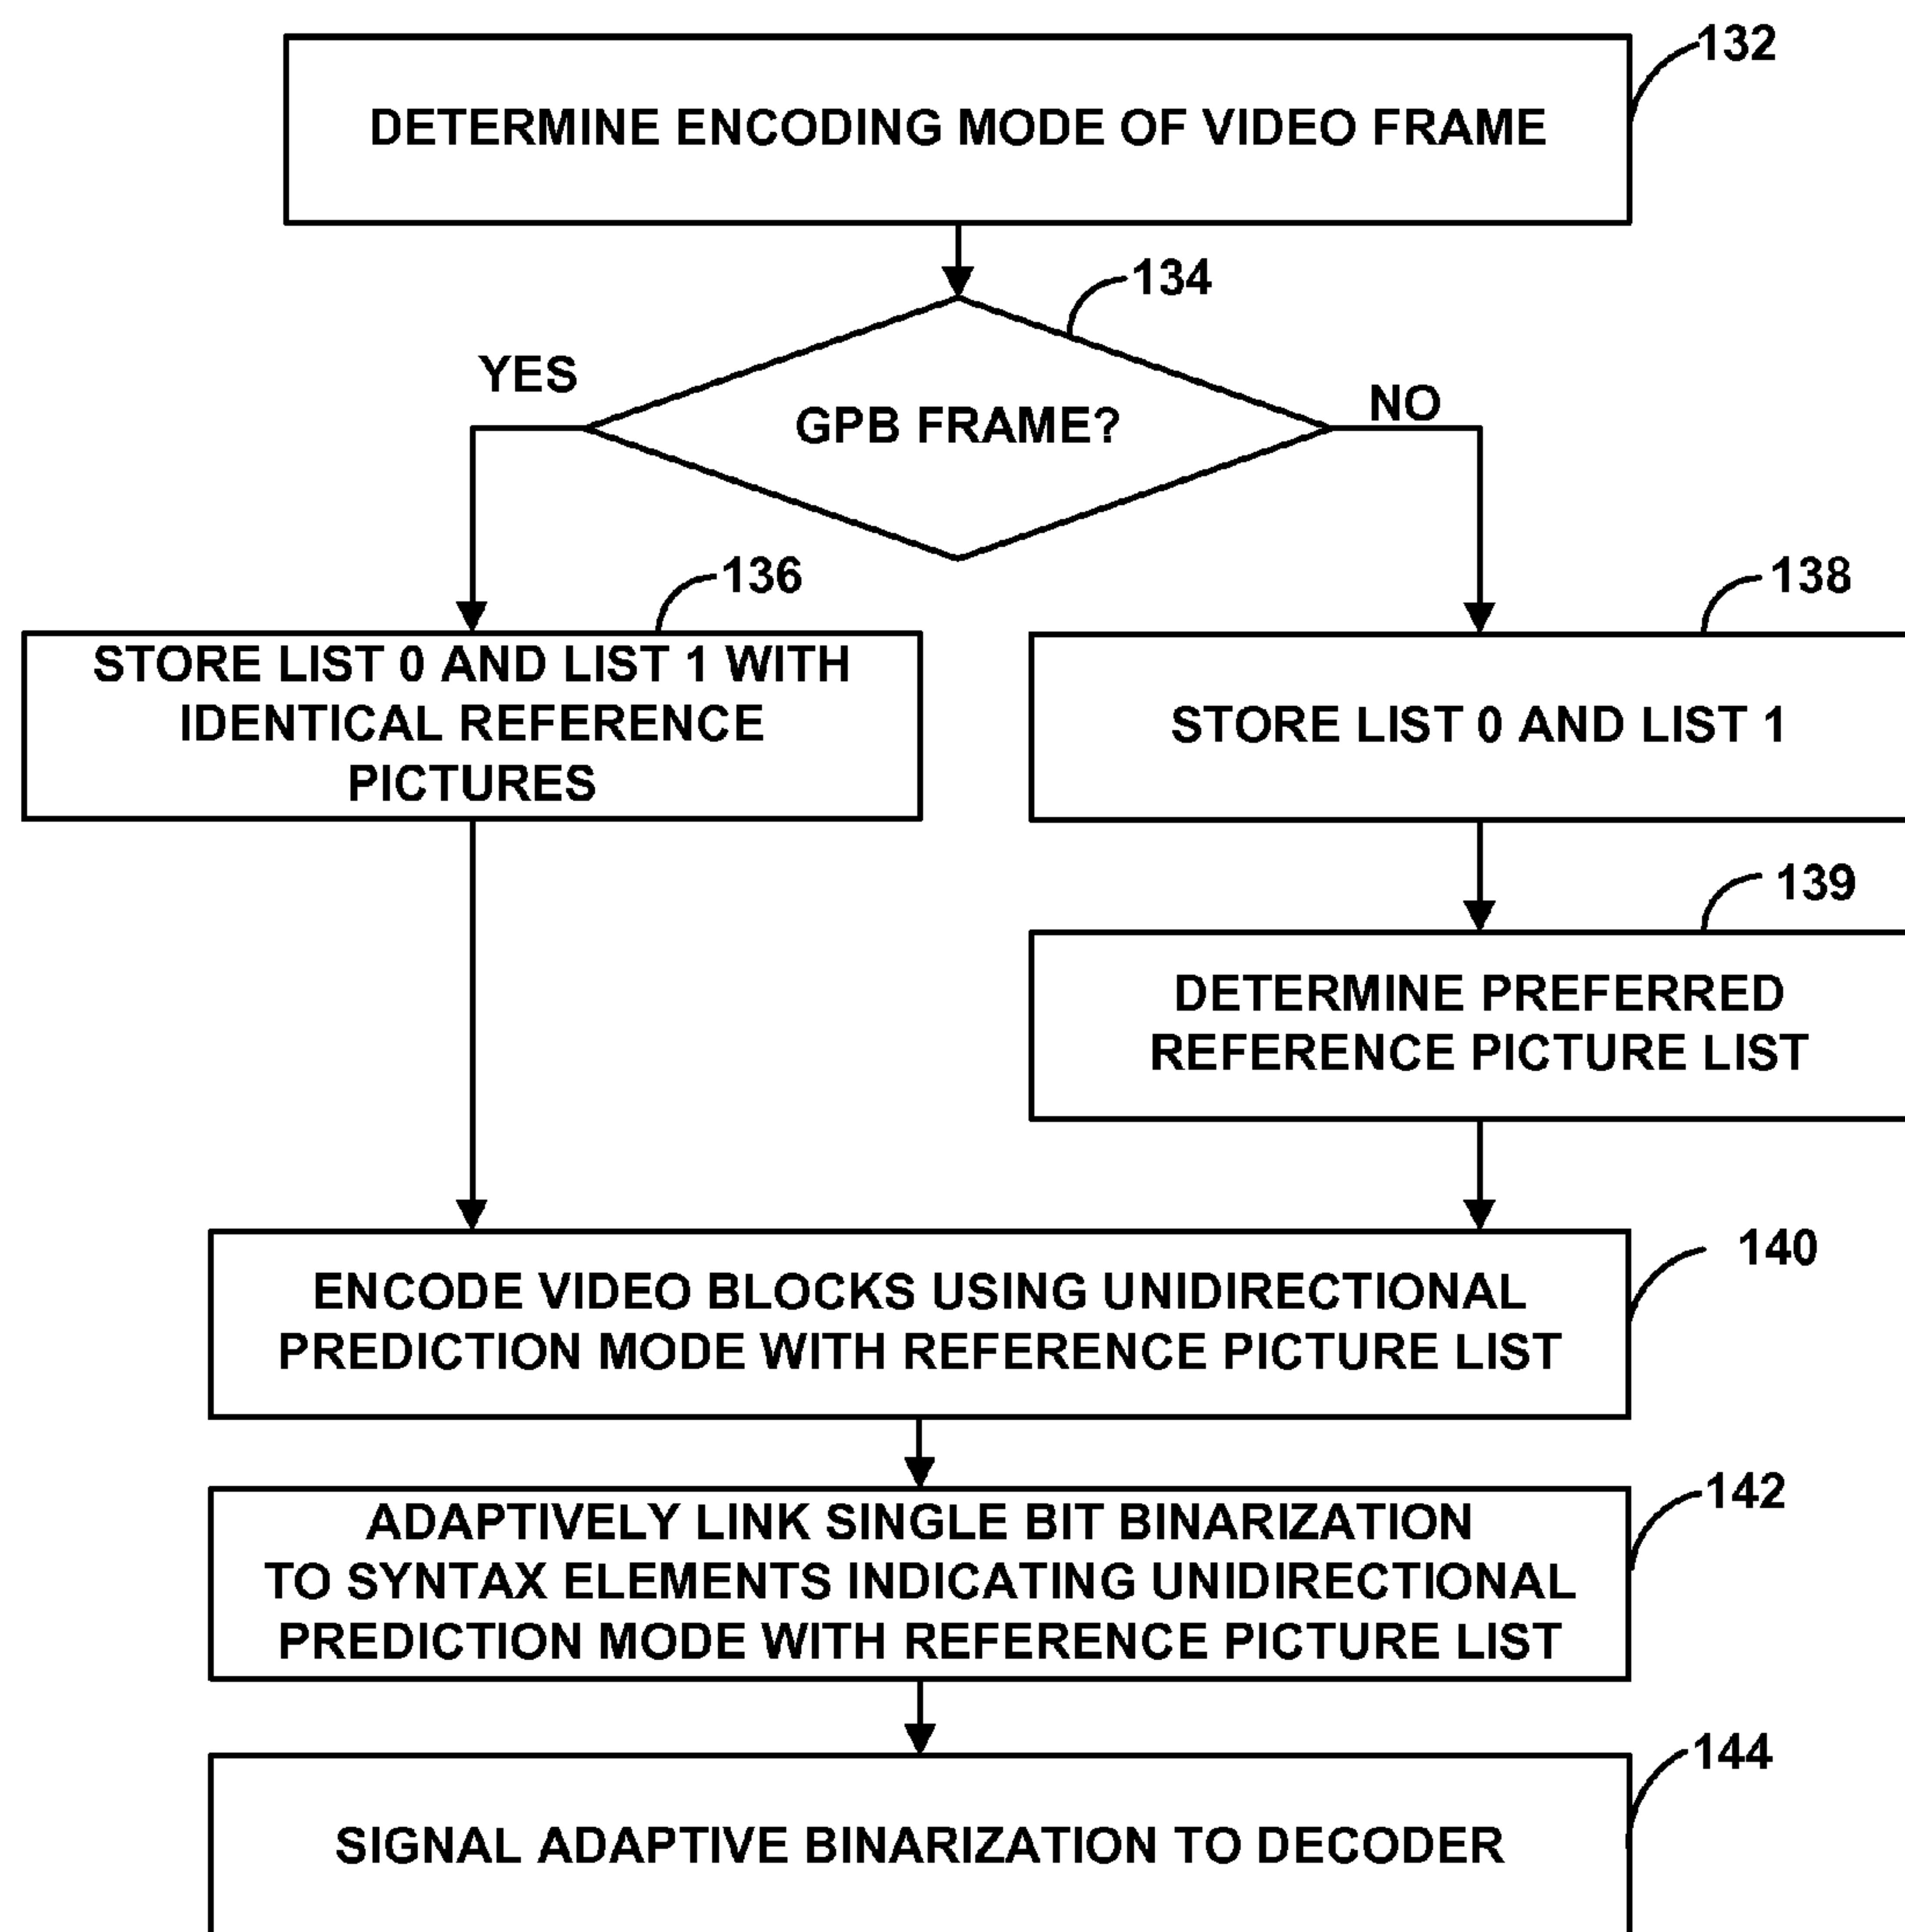 132
DETERMINE ENCODING MODE OF VIDEO FRAME
134
YES
GPB FRAME?
NO
136
138
STORE LIST 0 AND LIST 1 WITH
IDENTICAL REFERENCE
PICTURES
STORE LIST 0 AND LIST 1
139
DETERMINE PREFERRED
REFERENCE PICTURE LIST
140
ENCODE VIDEO BLOCKS USING UNIDIRECTIONAL
PREDICTION MODE WITH REFERENCE PICTURE LIST
142
ADAPTIVELY LINK SINGLE BIT BINARIZATION
TO SYNTAX ELEMENTS INDICATING UNIDIRECTIONAL
PREDICTION MODE WITH REFERENCE PICTURE LIST
144
SIGNAL ADAPTIVE BINARIZATION TO DECODER